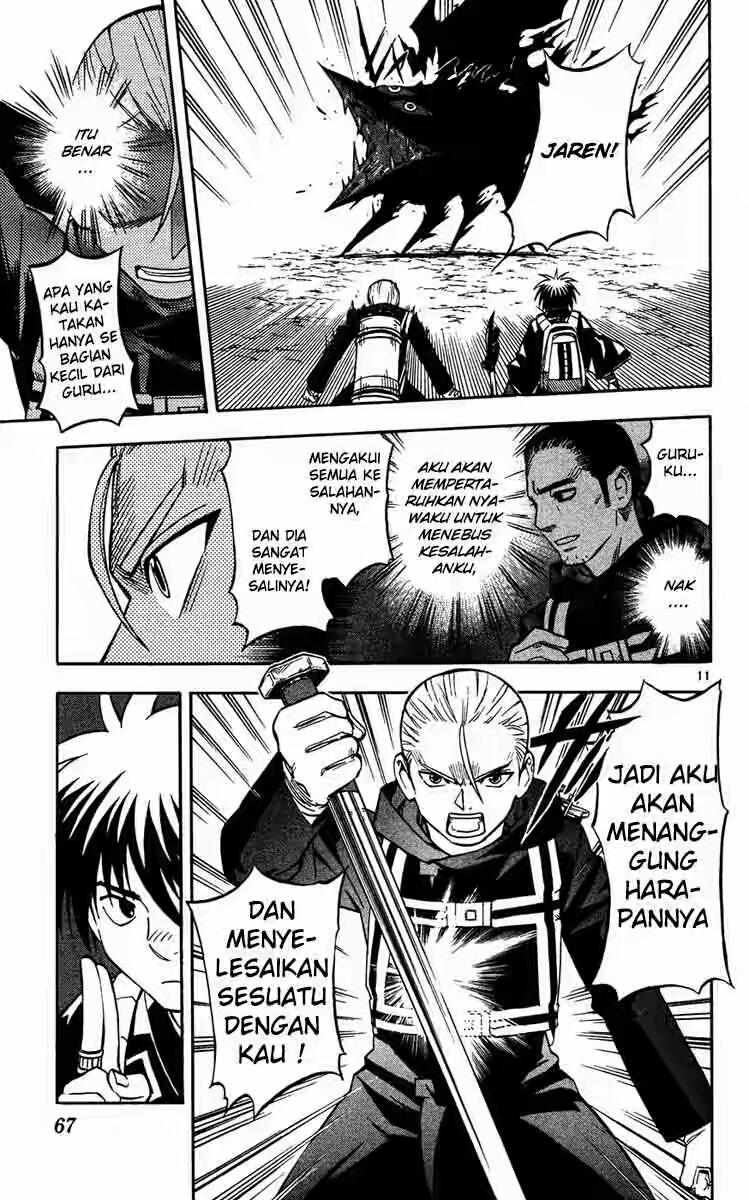 JAREN!
ITU
BENAR
...
APA YANG
KAU KA-
TAKAN
HANYA SE
BAGIAN
KECIL DARI
GURU...
GURU-
KU...
NAK
....
AKU AKAN
MEMPERTA-
RUHKAN NYA-
WAKU UNTUK
MENEBUS
KESALAH-
ANKU,
MENGAKUI
SEMUA KE
SALAHAN-
NYA,
DAN DIA
SANGAT
MENYE-
SALINYA!
11
JADI AKU
AKAN
MENANG-
GUNG
HARA-
PANNYA
DAN
MENYE-
LESAIKAN
SESUATU
DENGAN
KAU !
67